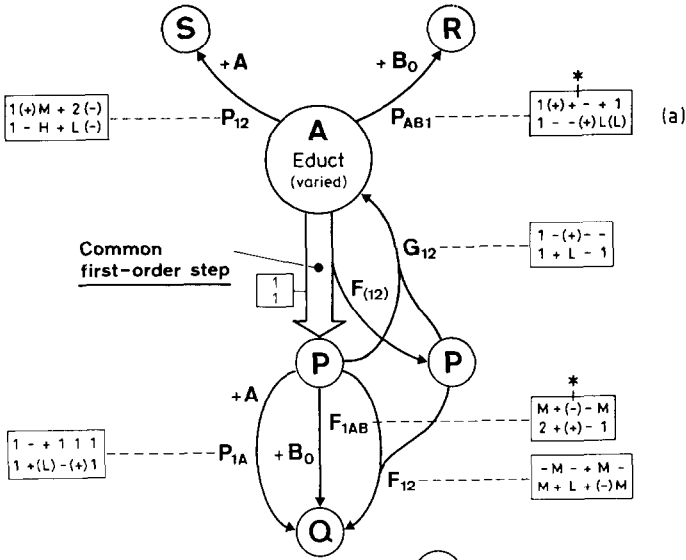 S
R
+A
+B₀
1(+)M + 2(-)
1 - H + L(-)
P₁₂
A
Educt
(varied)
P_AB1
*
1(+) + - + 1
1 - -(+)L(L)
(a)
Common
first-order step
1
1
G₁₂
1 -(+)- -
1 + L - 1
F₍₁₂₎
P
P
+A
F₁AB
*
M + (-) - M
2 + (+) - 1
1 - + 1 1 1
1 +(L) -(+)1
P₁A
+B₀
F₁₂
-M - + M -
M + L + (-)M
Q